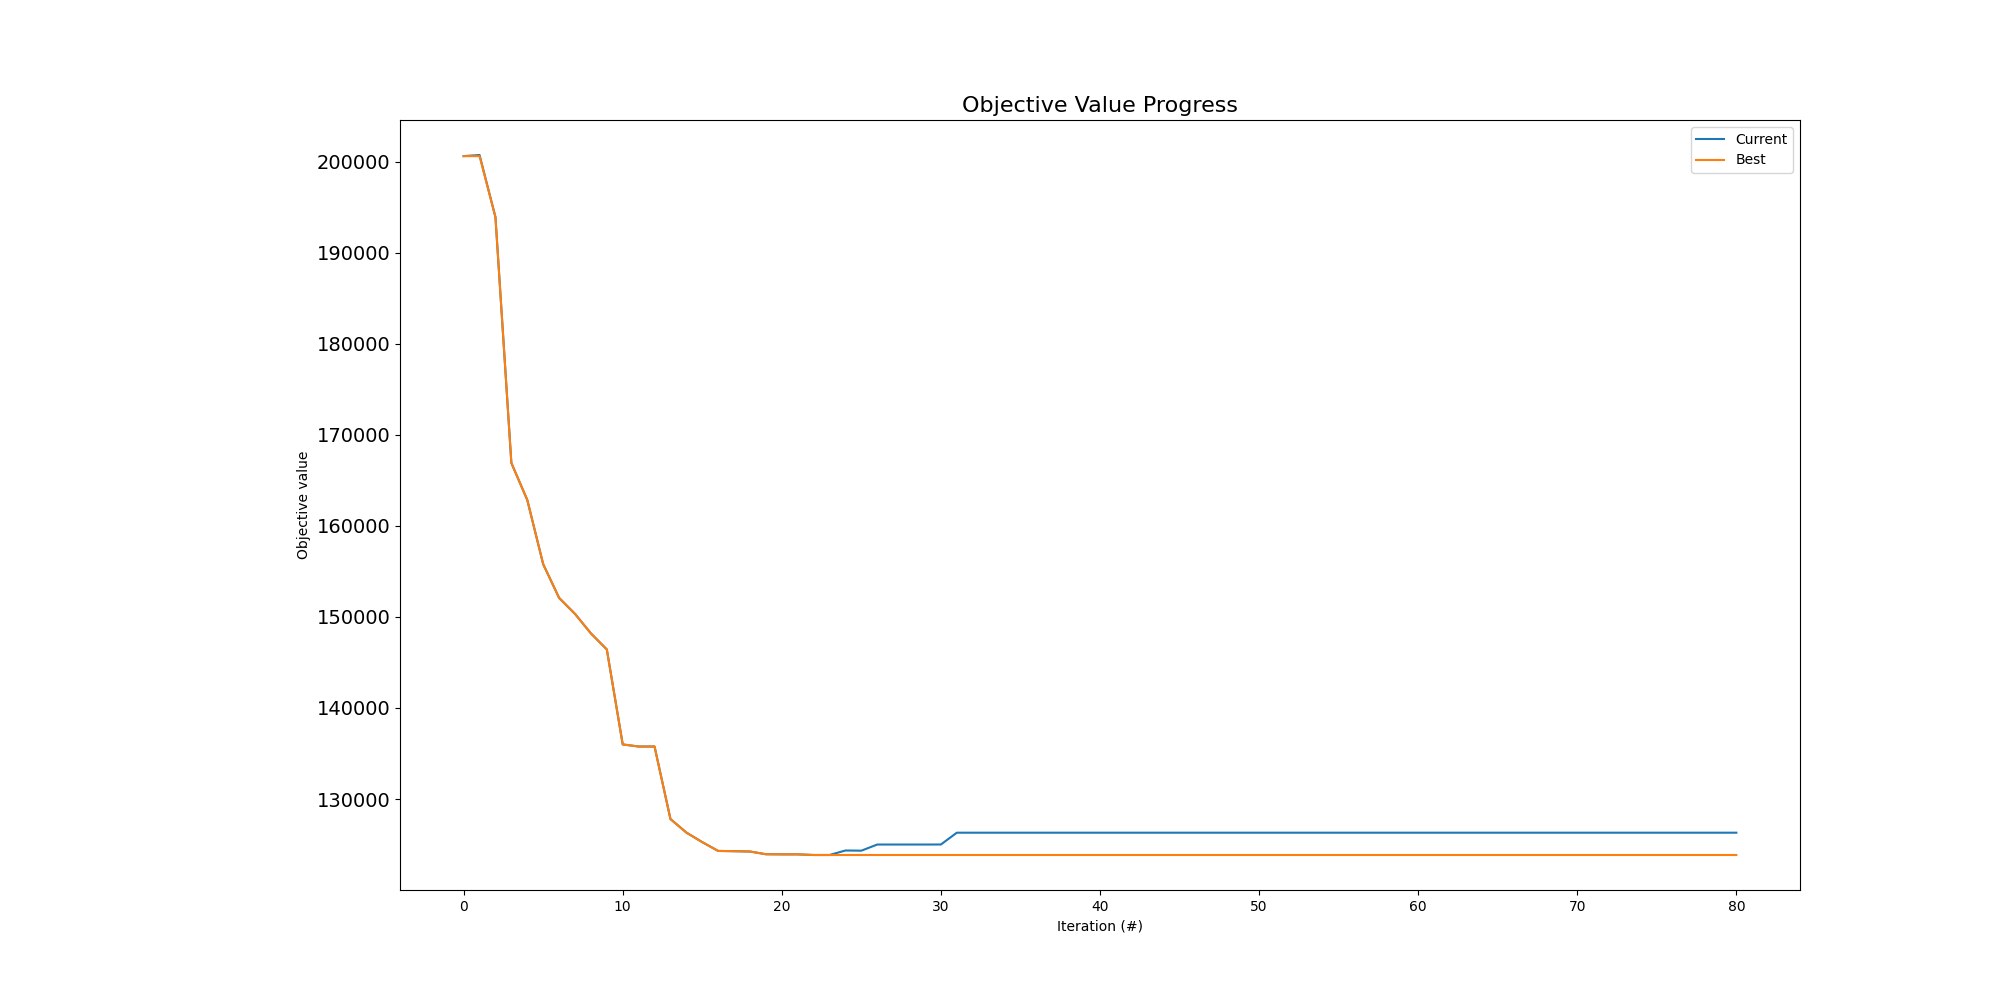 Objective Value Progress
Current
Best
200000
190000
180000
170000
160000
150000
140000
130000
Objective value
0 10 20 30 40 50 60 70 80
Iteration (#)